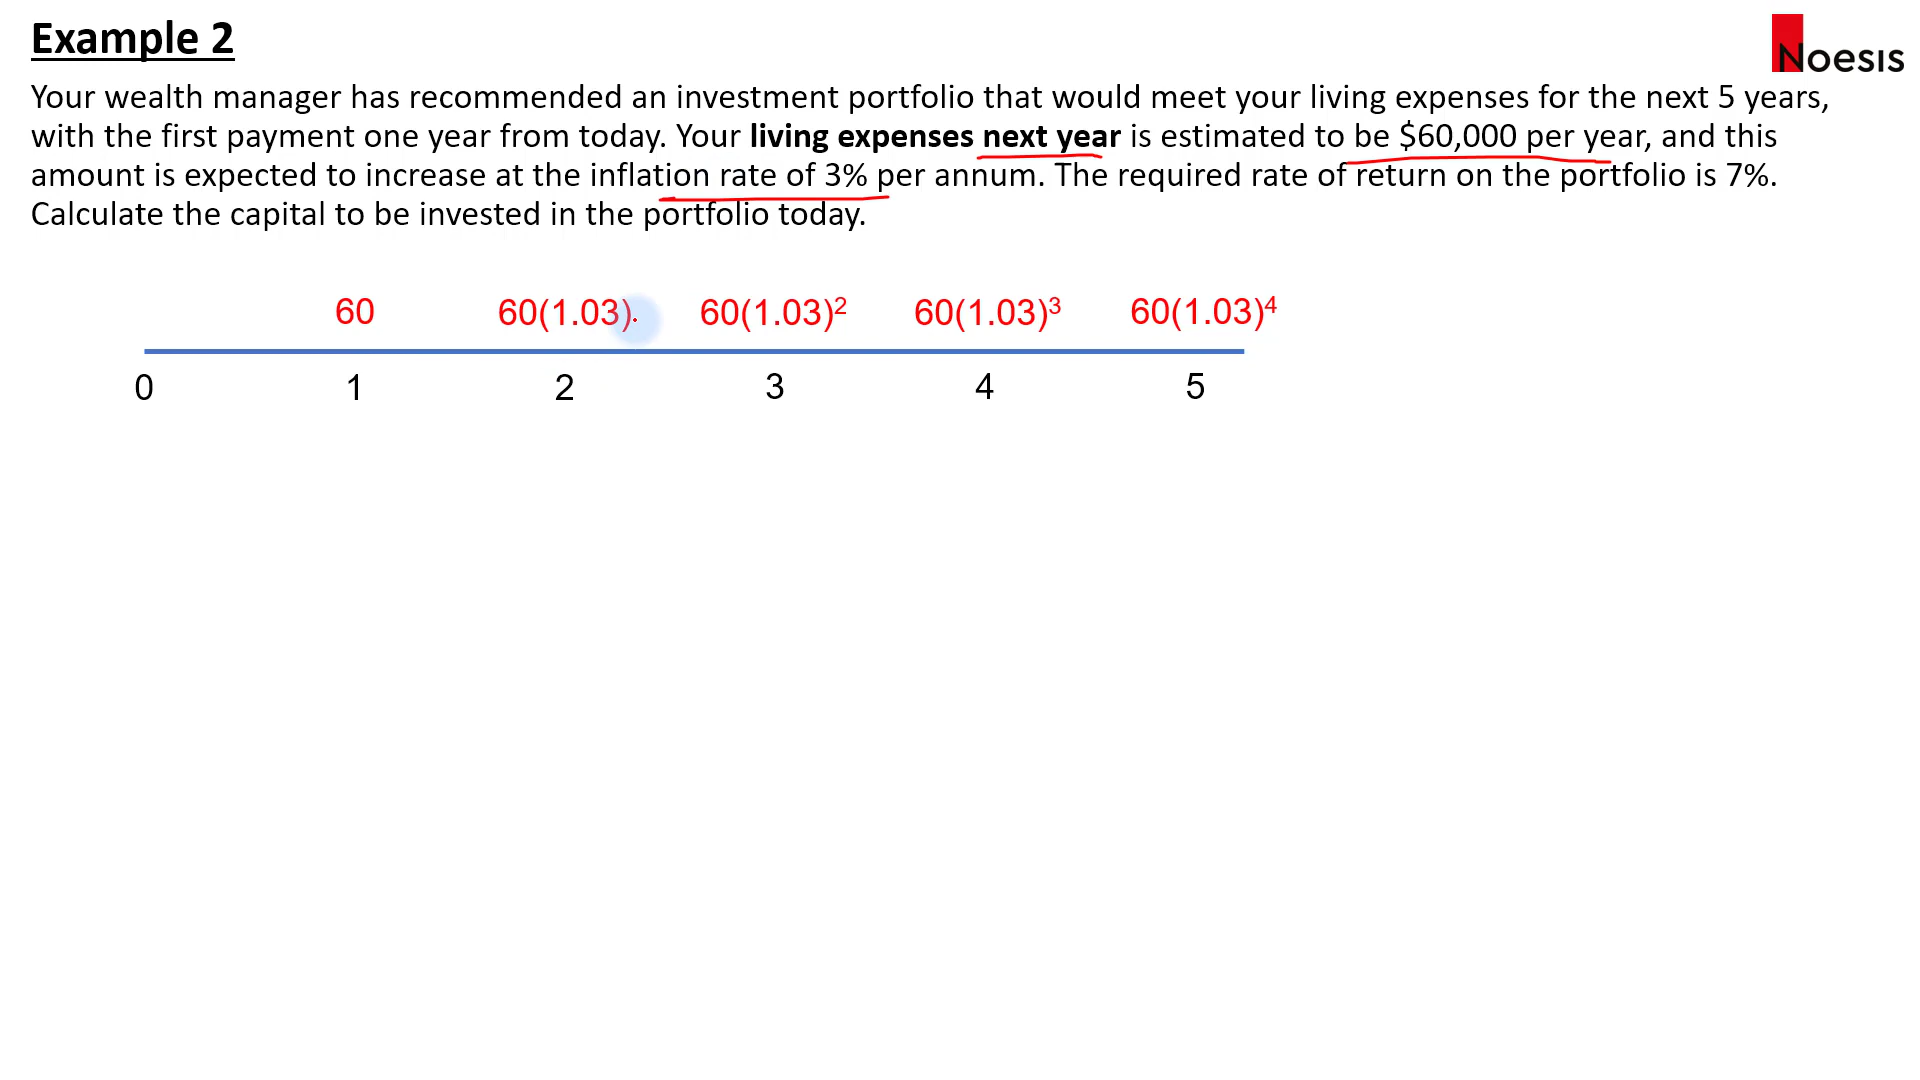 Example 2
Noesis
Your wealth manager has recommended an investment portfolio that would meet your living expenses for the next 5 years,
with the first payment one year from today. Your living expenses next year is estimated to be $60,000 per year, and this
amount is expected to increase at the inflation rate of 3% per annum. The required rate of return on the portfolio is 7%.
Calculate the capital to be invested in the portfolio today.
60 60(1.03) 60(1.03)² 60(1.03)³ 60(1.03)⁴
0 1 2 3 4 5